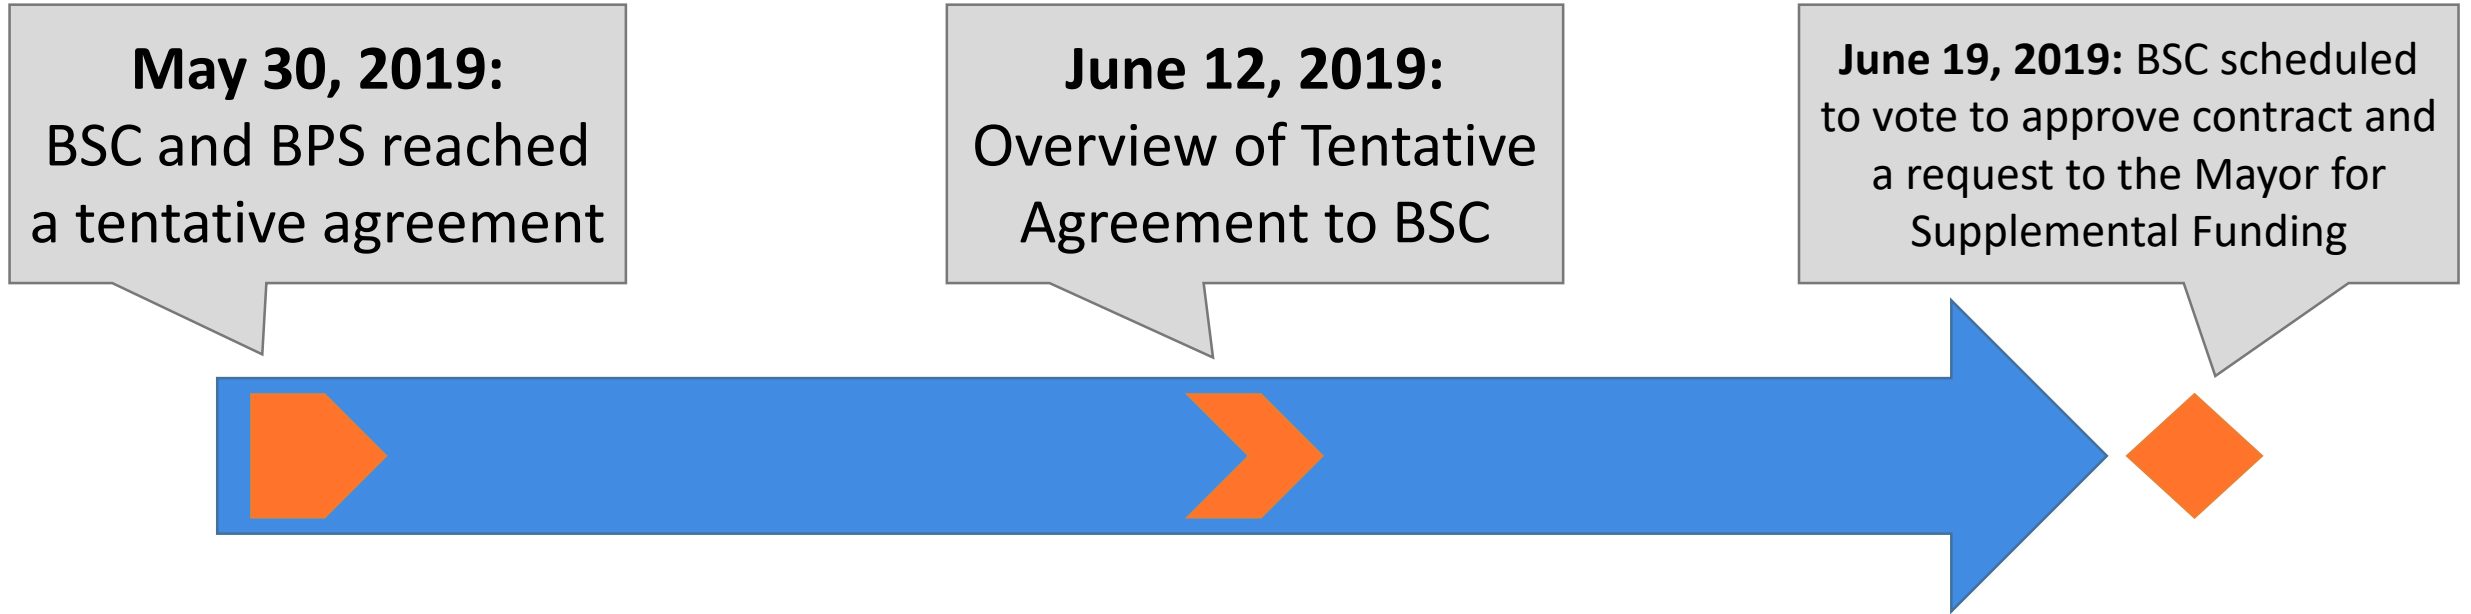 May 30, 2019:
BSC and BPS reached
a tentative agreement
June 12, 2019:
Overview of Tentative
Agreement to BSC
June 19, 2019: BSC scheduled
to vote to approve contract and
a request to the Mayor for
Supplemental Funding